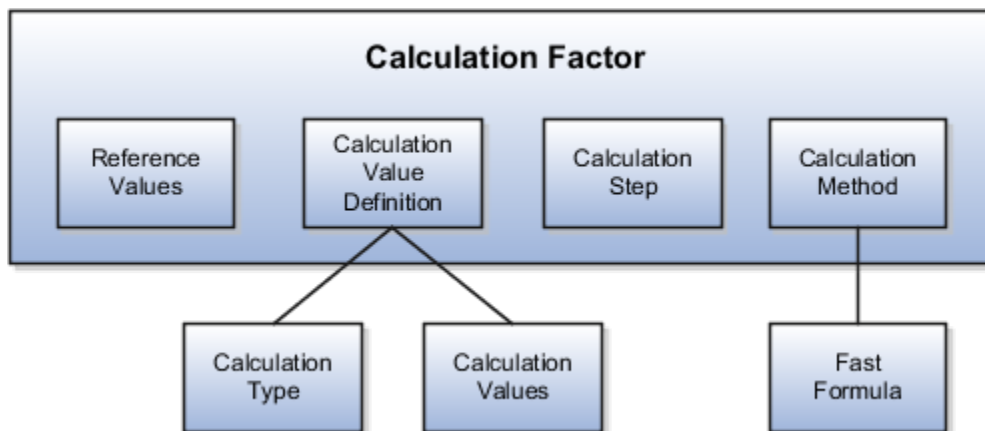 Calculation Factor
Reference
Values
Calculation
Value
Definition
Calculation
Step
Calculation
Method
Calculation
Type
Calculation
Values
Fast
Formula